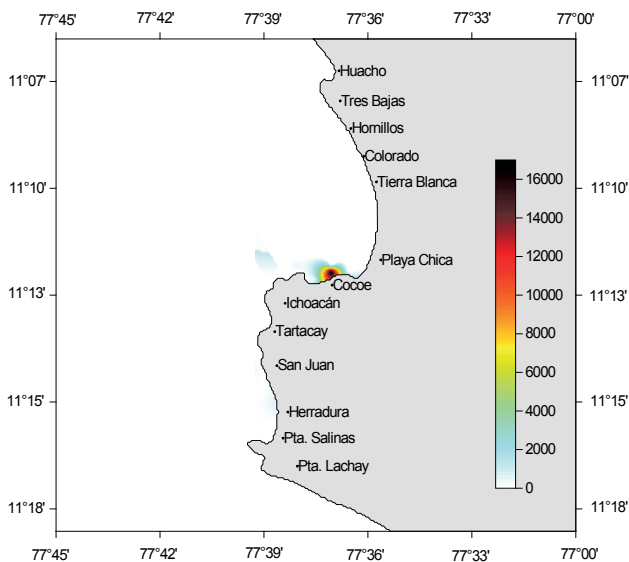 77°45' 77°42' 77°39' 77°36' 77°33' 77°00'
11°07' 11°07'
Huacho
Tres Bajas
Hornillos
Colorado
Tierra Blanca
11°10' 11°10'
16000
14000
12000
10000
8000
6000
4000
2000
0
Playa Chica
Cocoe
11°13' 11°13'
Ichoacán
Tartacay
San Juan
11°15' 11°15'
Herradura
Pta. Salinas
Pta. Lachay
11°18' 11°18'
77°45' 77°42' 77°39' 77°36' 77°33' 77°00'